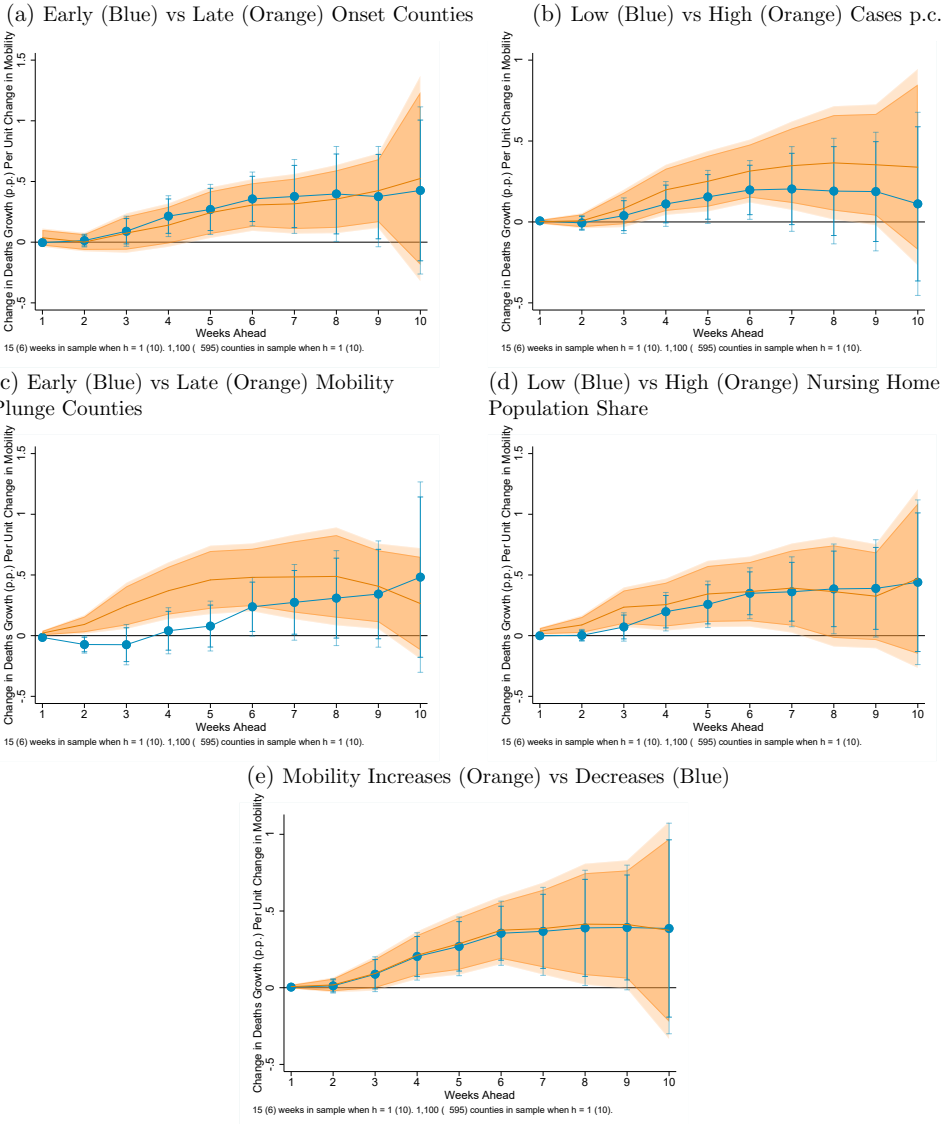 (a) Early (Blue) vs Late (Orange) Onset Counties
Change in Deaths Growth (p.p.) Per Unit Change in Mobility
-.5 0 .5 1 1.5
1 2 3 4 5 6 7 8 9 10
Weeks Ahead
15 (6) weeks in sample when h = 1 (10). 1,100 ( 595) counties in sample when h = 1 (10).
(b) Low (Blue) vs High (Orange) Cases p.c.
Change in Deaths Growth (p.p.) Per Unit Change in Mobility
-.5 0 .5 1
1 2 3 4 5 6 7 8 9 10
Weeks Ahead
15 (6) weeks in sample when h = 1 (10). 1,100 ( 595) counties in sample when h = 1 (10).
c) Early (Blue) vs Late (Orange) Mobility
Plunge Counties
Change in Deaths Growth (p.p.) Per Unit Change in Mobility
-.5 0 .5 1 1.5
1 2 3 4 5 6 7 8 9 10
Weeks Ahead
15 (6) weeks in sample when h = 1 (10). 1,100 ( 595) counties in sample when h = 1 (10).
(d) Low (Blue) vs High (Orange) Nursing Home
Population Share
Change in Deaths Growth (p.p.) Per Unit Change in Mobility
-.5 0 .5 1 1.5
1 2 3 4 5 6 7 8 9 10
Weeks Ahead
15 (6) weeks in sample when h = 1 (10). 1,100 ( 595) counties in sample when h = 1 (10).
(e) Mobility Increases (Orange) vs Decreases (Blue)
Change in Deaths Growth (p.p.) Per Unit Change in Mobility
-.5 0 .5 1
1 2 3 4 5 6 7 8 9 10
Weeks Ahead
15 (6) weeks in sample when h = 1 (10). 1,100 ( 595) counties in sample when h = 1 (10).